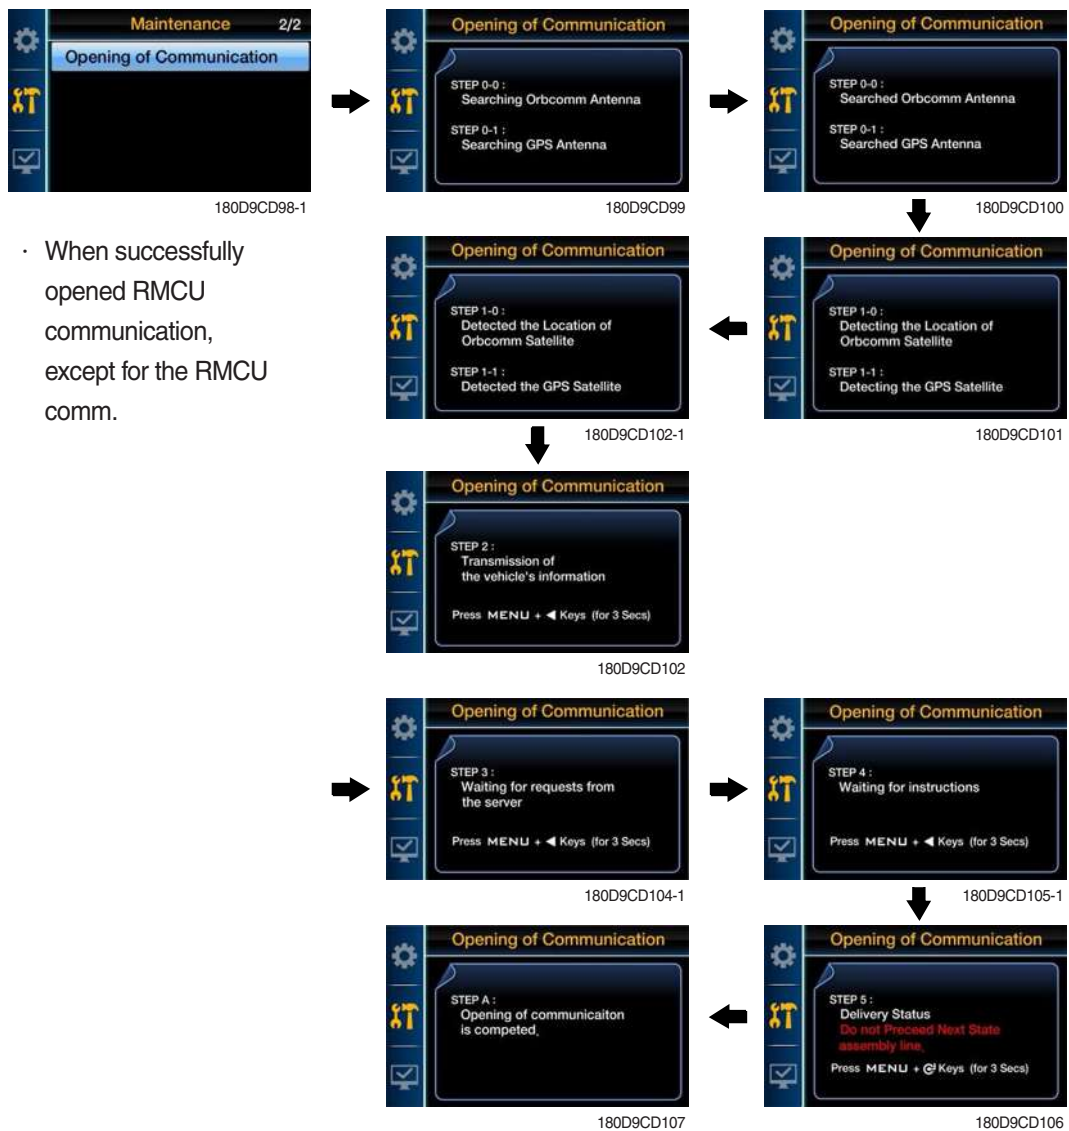 Maintenance 2/2
Opening of Communication
180D9CD98-1
Opening of Communication
STEP 0-0 :
Searching Orbcomm Antenna
STEP 0-1 :
Searching GPS Antenna
180D9CD99
Opening of Communication
STEP 0-0 :
Searched Orbcomm Antenna
STEP 0-1 :
Searched GPS Antenna
180D9CD100
· When successfully
opened RMCU
communication,
except for the RMCU
comm.
Opening of Communication
STEP 1-0 :
Detecting the Location of
Orbcomm Satellite
STEP 1-1 :
Detecting the GPS Satellite
180D9CD101
Opening of Communication
STEP 1-0 :
Detected the Location of
Orbcomm Satellite
STEP 1-1 :
Detected the GPS Satellite
180D9CD102-1
Opening of Communication
STEP 2 :
Transmission of
the vehicle's information
Press MENU + ◀ Keys (for 3 Secs)
180D9CD102
Opening of Communication
STEP 3 :
Waiting for requests from
the server
Press MENU + ◀ Keys (for 3 Secs)
180D9CD104-1
Opening of Communication
STEP 4 :
Waiting for instructions
Press MENU + ◀ Keys (for 3 Secs)
180D9CD105-1
Opening of Communication
STEP 5 :
Delivery Status
Do not Preceed Next State
assembly line.
Press MENU + Keys (for 3 Secs)
180D9CD106
Opening of Communication
STEP A :
Opening of communicaiton
is competed.
180D9CD107